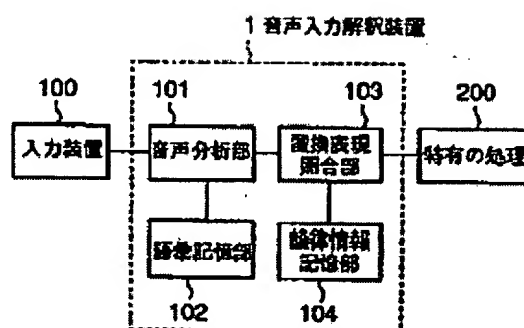 1 音声入力解釈装置
100
101
103
200
入力装置
音声分析部
置換表現
照合部
特有の処理
語彙記憶部
韻律情報
記憶部
102
104